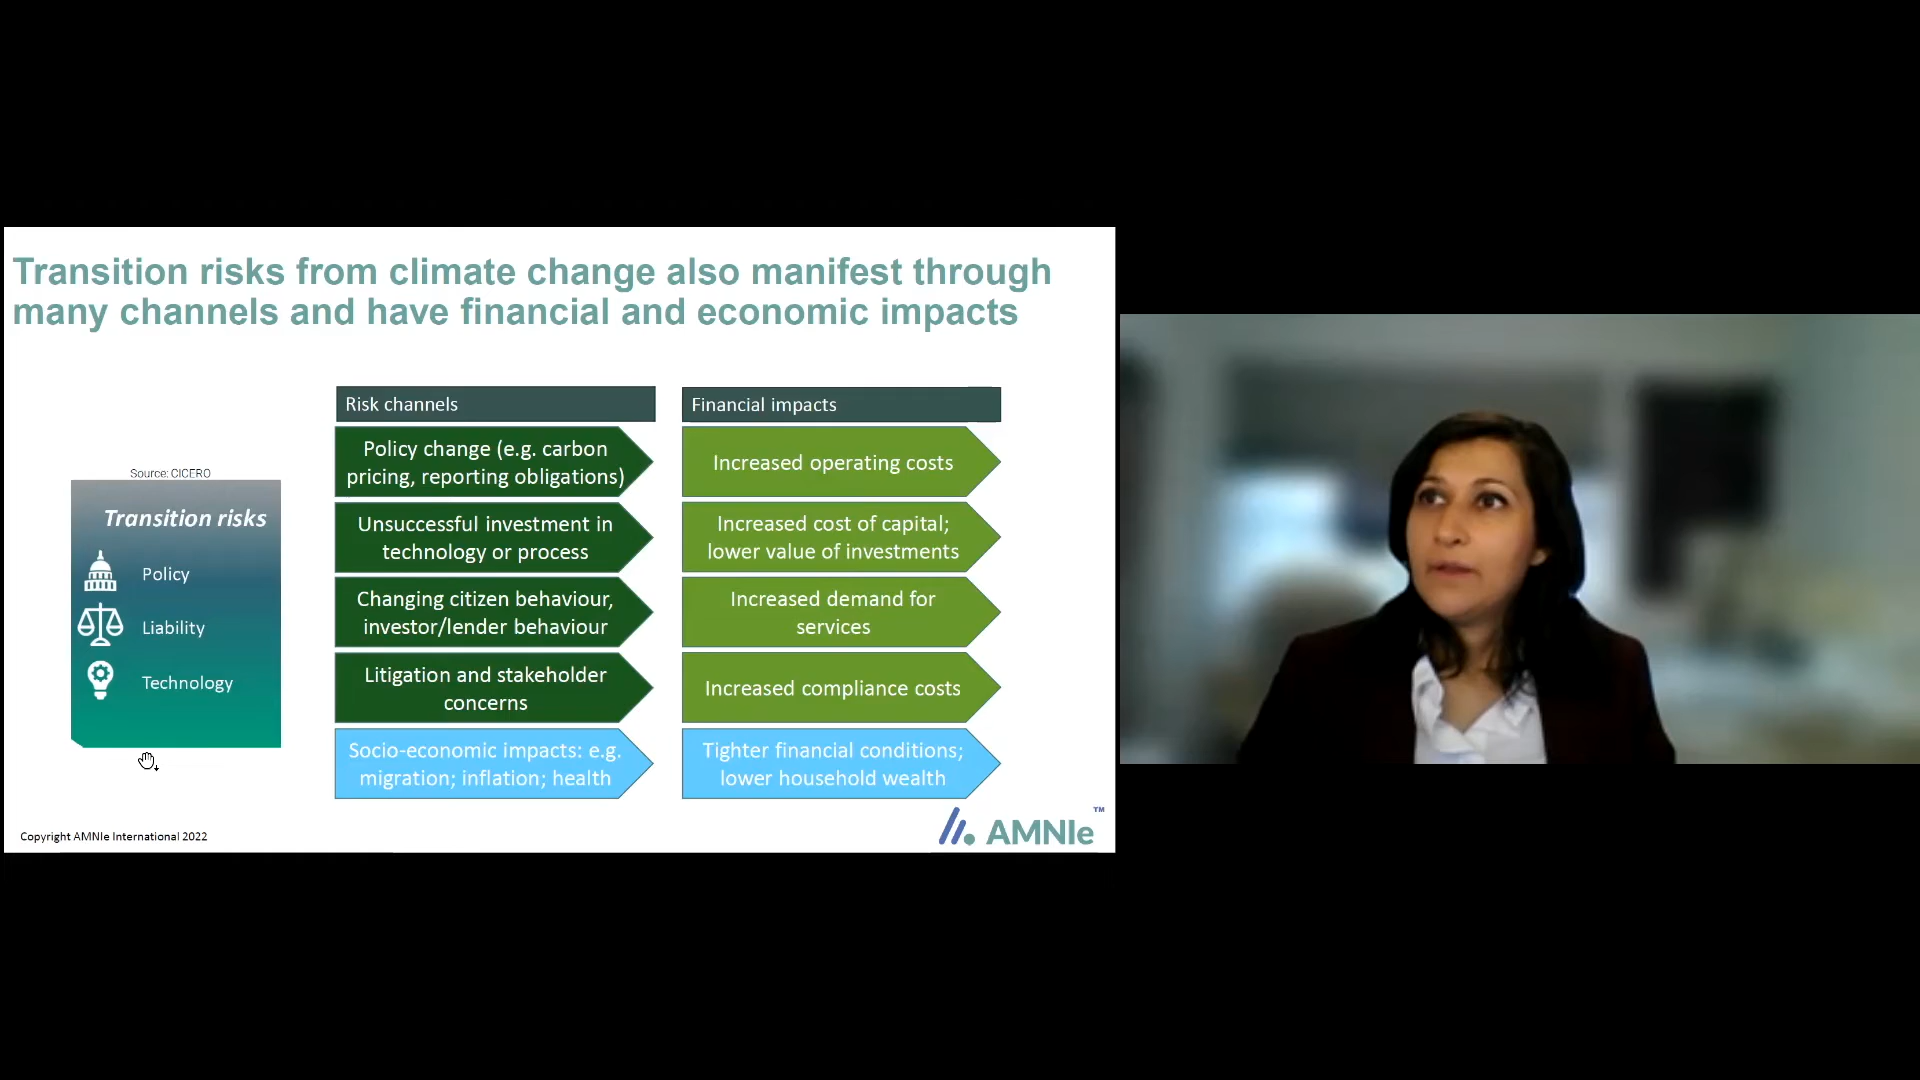 Transition risks from climate change also manifest through
many channels and have financial and economic impacts
Source: CICERO
Transition risks
Policy
Liability
Technology
Risk channels
Policy change (e.g. carbon
pricing, reporting obligations)
Unsuccessful investment in
technology or process
Changing citizen behaviour,
investor/lender behaviour
Litigation and stakeholder
concerns
Socio-economic impacts: e.g.
migration; inflation; health
Financial impacts
Increased operating costs
Increased cost of capital;
lower value of investments
Increased demand for
services
Increased compliance costs
Tighter financial conditions;
lower household wealth
Copyright AMNIe International 2022
AMNIe™